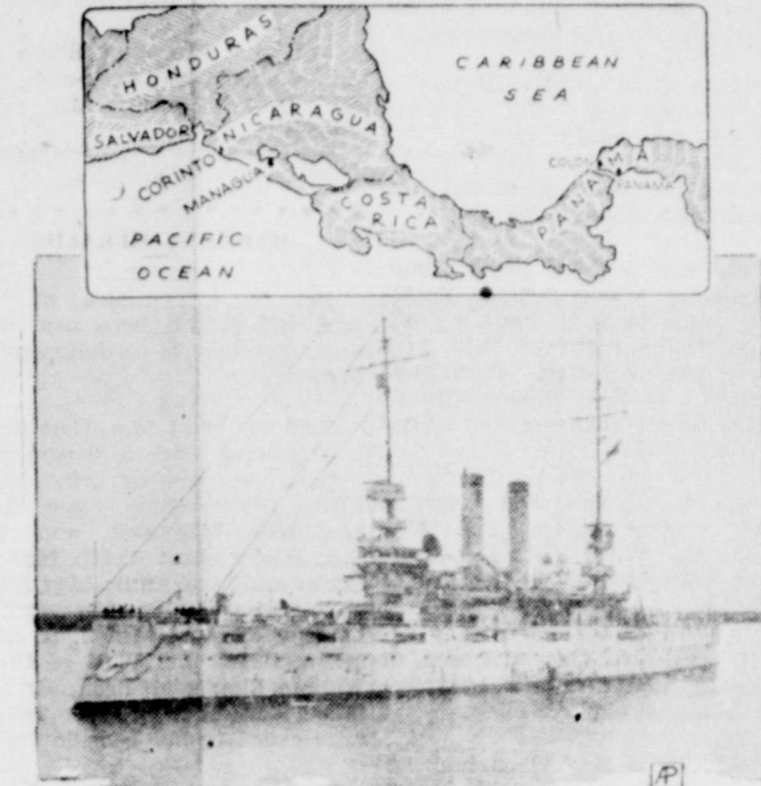 HONDURAS
CARIBBEAN
SEA
SALVADOR
NICARAGUA
CORINTO
MANAGUA
COLON
PANAMA
PANAMA
COSTA
RICA
PACIFIC
OCEAN
AP